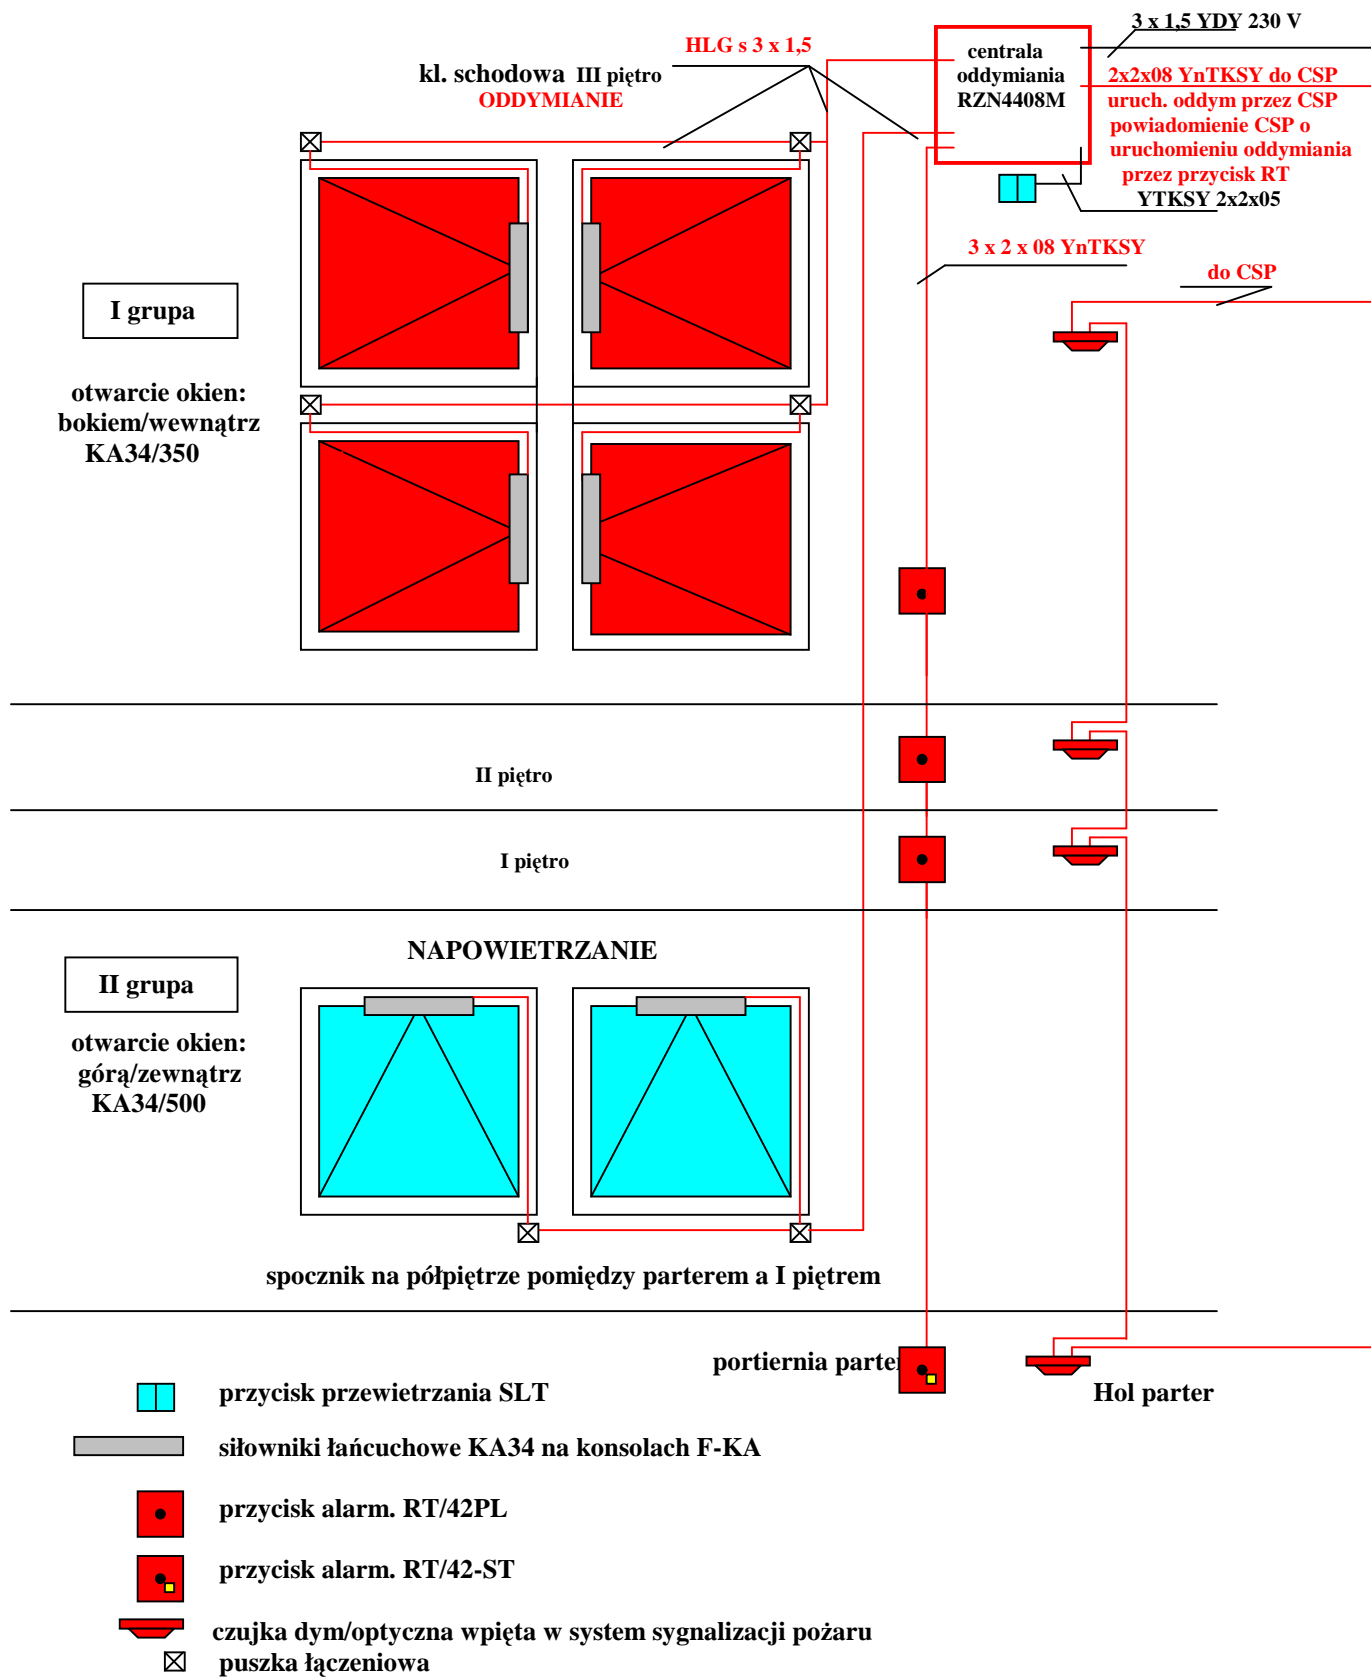 3 x 1,5 YDY 230 V
HLG s 3 x 1,5
centrala
oddymiania
RZN4408M
kl. schodowa III piętro
ODDYMIANIE
2x2x08 YnTKSY do CSP
uruch. oddym przez CSP
powiadomienie CSP o
uruchomieniu oddymiania
przez przycisk RT
YTKSY 2x2x05
3 x 2 x 08 YnTKSY
do CSP
I grupa
otwarcie okien:
bokiem/wewnątrz
KA34/350
II piętro
I piętro
NAPOWIETRZANIE
II grupa
otwarcie okien:
górą/zewnątrz
KA34/500
spocznik na półpiętrze pomiędzy parterem a I piętrem
portiernia parter
Hol parter
przycisk przewietrzania SLT
siłowniki łańcuchowe KA34 na konsolach F-KA
przycisk alarm. RT/42PL
przycisk alarm. RT/42-ST
czujka dym/optyczna wpięta w system sygnalizacji pożaru
puszka łączeniowa